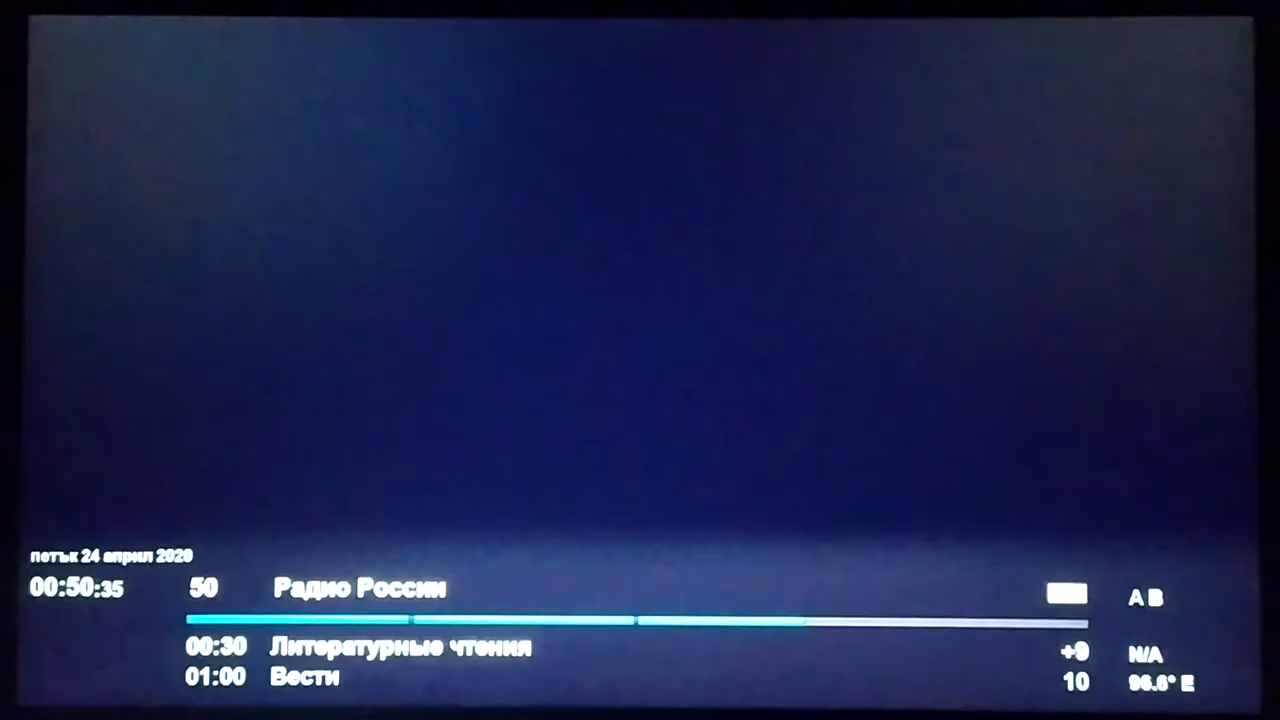 петък 24 април 2020
00:50:35 50 Радио России A B
00:30 Литературные чтения +9 N/A
01:00 Вести 10 96.6° E